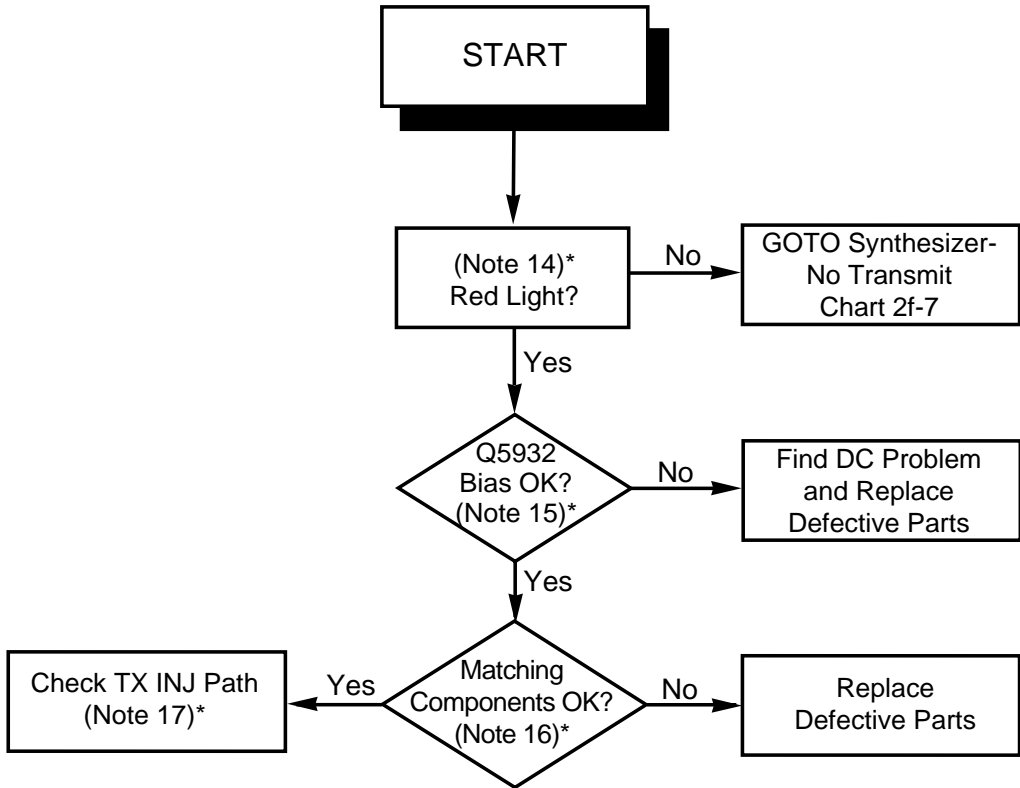 START
(Note 14)*
Red Light?
No
GOTO Synthesizer-
No Transmit
Chart 2f-7
Yes
Q5932
Bias OK?
(Note 15)*
No
Find DC Problem
and Replace
Defective Parts
Yes
Matching
Components OK?
(Note 16)*
Yes
Check TX INJ Path
(Note 17)*
No
Replace
Defective Parts